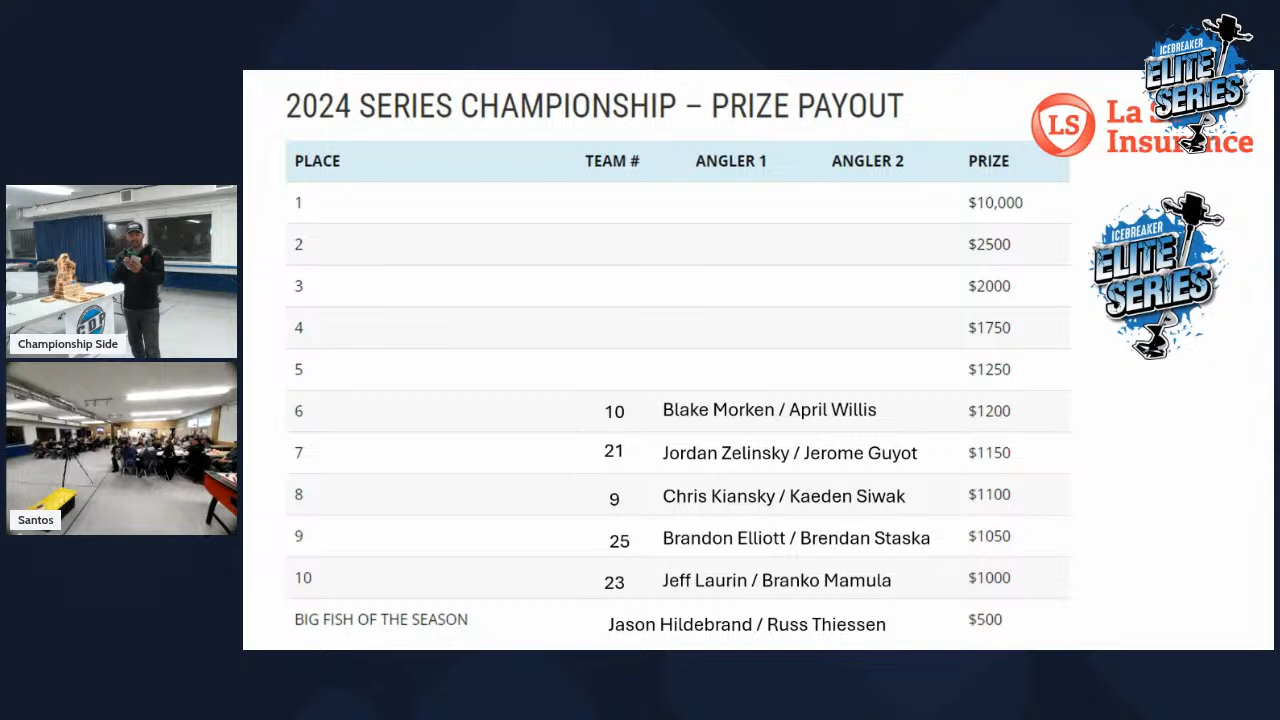 2024 SERIES CHAMPIONSHIP – PRIZE PAYOUT
ICEBREAKER
ELITE
SERIES
LS La S
Insurance
PLACE TEAM # ANGLER 1 ANGLER 2 PRIZE
1 $10,000
2 $2500
3 $2000
4 $1750
5 $1250
6 10 Blake Morken / April Willis $1200
7 21 Jordan Zelinsky / Jerome Guyot $1150
8 9 Chris Kiansky / Kaeden Siwak $1100
9 25 Brandon Elliott / Brendan Staska $1050
10 23 Jeff Laurin / Branko Mamula $1000
BIG FISH OF THE SEASON Jason Hildebrand / Russ Thiessen $500
ICEBREAKER
ELITE
SERIES
Championship Side
Santos